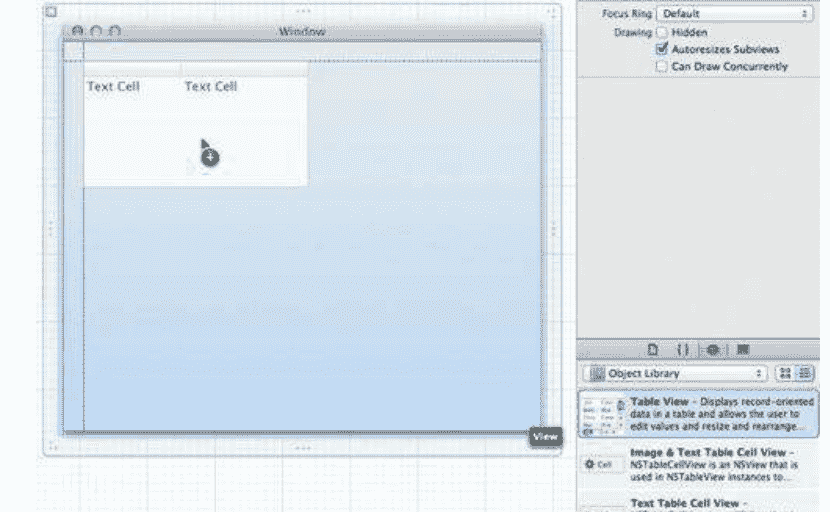 Window
Text Cell Text Cell
View
Focus Ring Default
Drawing Hidden
Autoresizes Subviews
Can Draw Concurrently
Object Library
Table View - Displays record-oriented
data in a table and allows the user to
edit values and resize and rearrange...
Cell
Image & Text Table Cell View -
NSTableCellView is an NSView that is
used in NSTableView instances to...
Text Table Cell View -